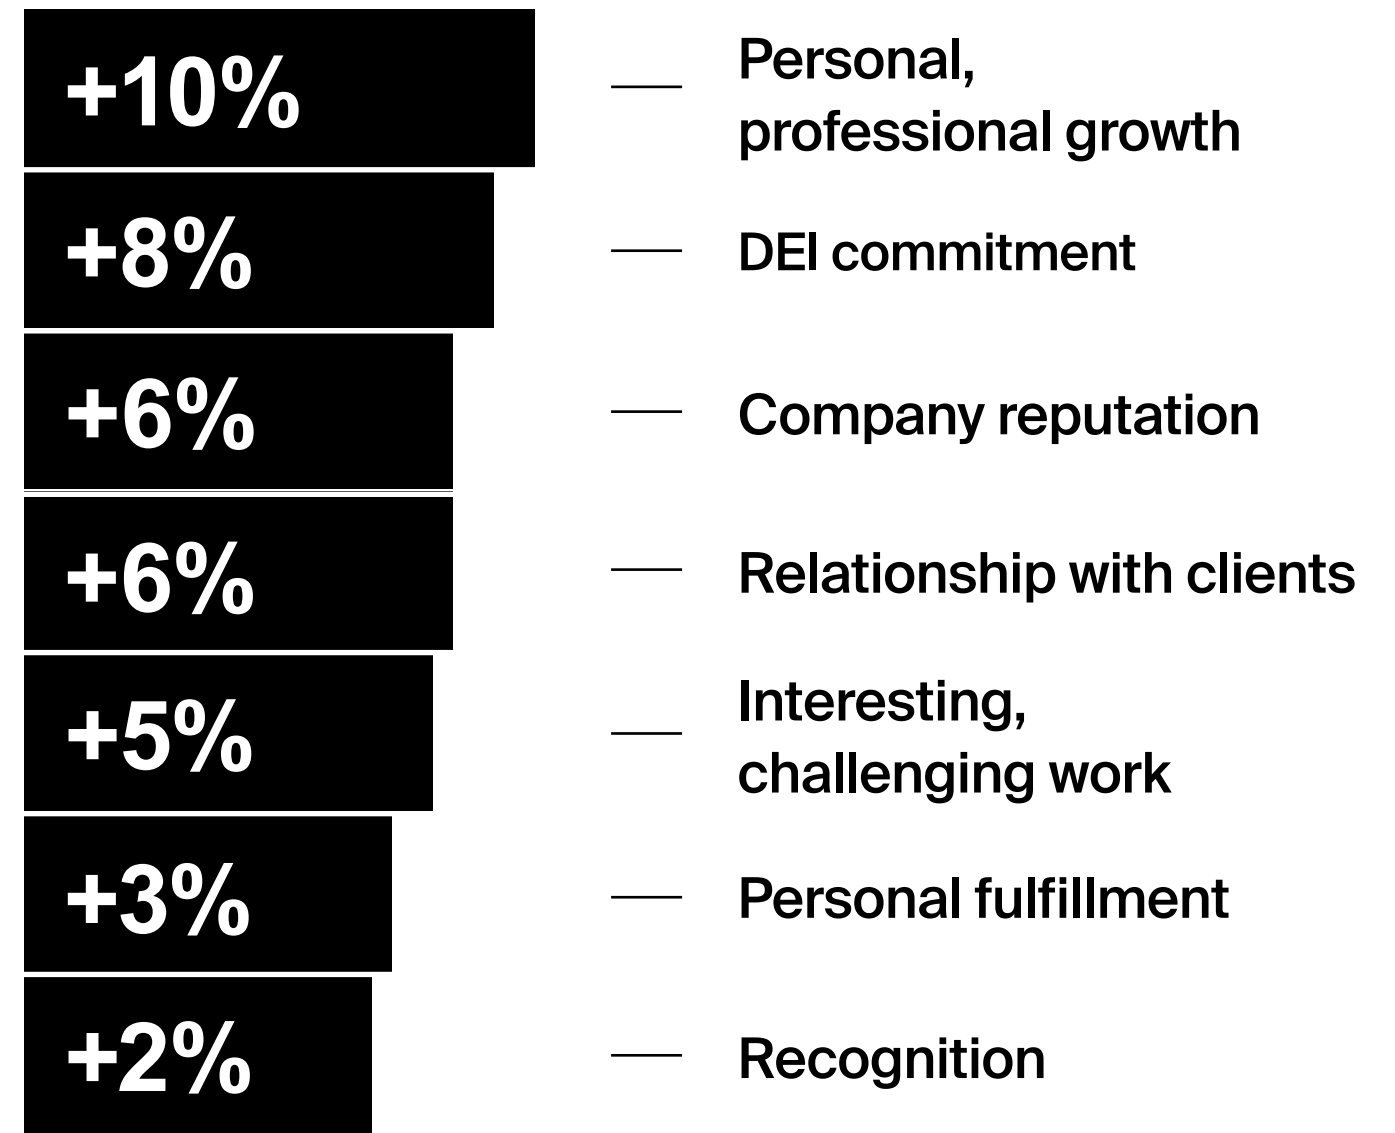 +10%
Personal,
professional growth
+8%
DEI commitment
+6%
Company reputation
+6%
Relationship with clients
+5%
Interesting,
challenging work
+3%
Personal fulfillment
+2%
Recognition